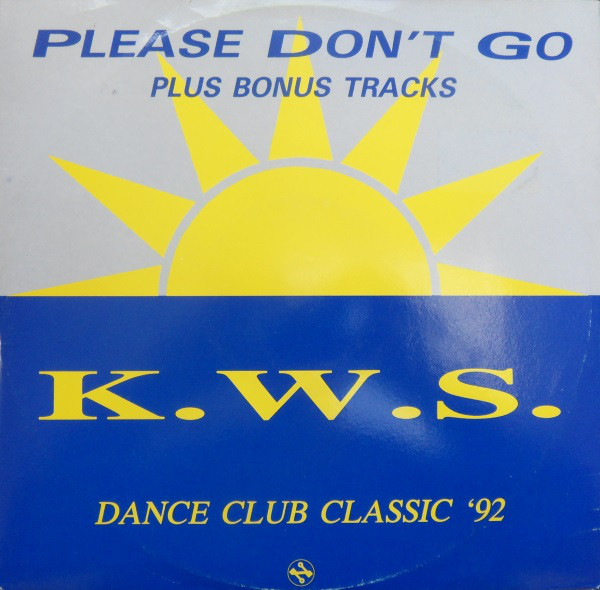 PLEASE DON'T GO
PLUS BONUS TRACKS
K.W.S.
DANCE CLUB CLASSIC ‘92